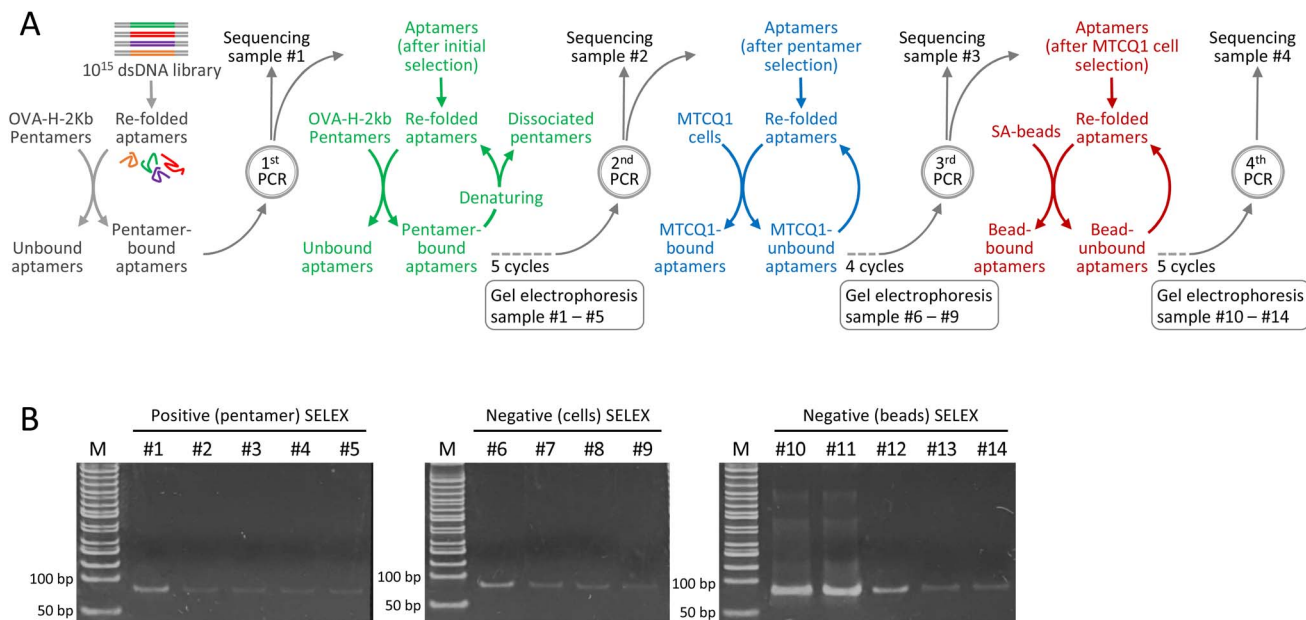 A
10¹⁵ dsDNA library
OVA-H-2Kb
Pentamers
Re-folded
aptamers
Unbound
aptamers
Pentamer-
bound
aptamers
1st
PCR
Sequencing
sample #1
Aptamers
(after initial
selection)
OVA-H-2kb
Pentamers
Re-folded
aptamers
Dissociated
pentamers
Denaturing
Unbound
aptamers
Pentamer-
bound
aptamers
5 cycles
Gel electrophoresis
sample #1 – #5
2nd
PCR
Sequencing
sample #2
Aptamers
(after pentamer
selection)
MTCQ1
cells
Re-folded
aptamers
MTCQ1-
bound
aptamers
MTCQ1-
unbound
aptamers
4 cycles
Gel electrophoresis
sample #6 – #9
3rd
PCR
Sequencing
sample #3
Aptamers
(after MTCQ1 cell
selection)
SA-beads
Re-folded
aptamers
Bead-
bound
aptamers
Bead-
unbound
aptamers
5 cycles
Gel electrophoresis
sample #10 – #14
4th
PCR
Sequencing
sample #4
B
Positive (pentamer) SELEX
M #1 #2 #3 #4 #5
100 bp
50 bp
Negative (cells) SELEX
M #6 #7 #8 #9
100 bp
50 bp
Negative (beads) SELEX
M #10 #11 #12 #13 #14
100 bp
50 bp